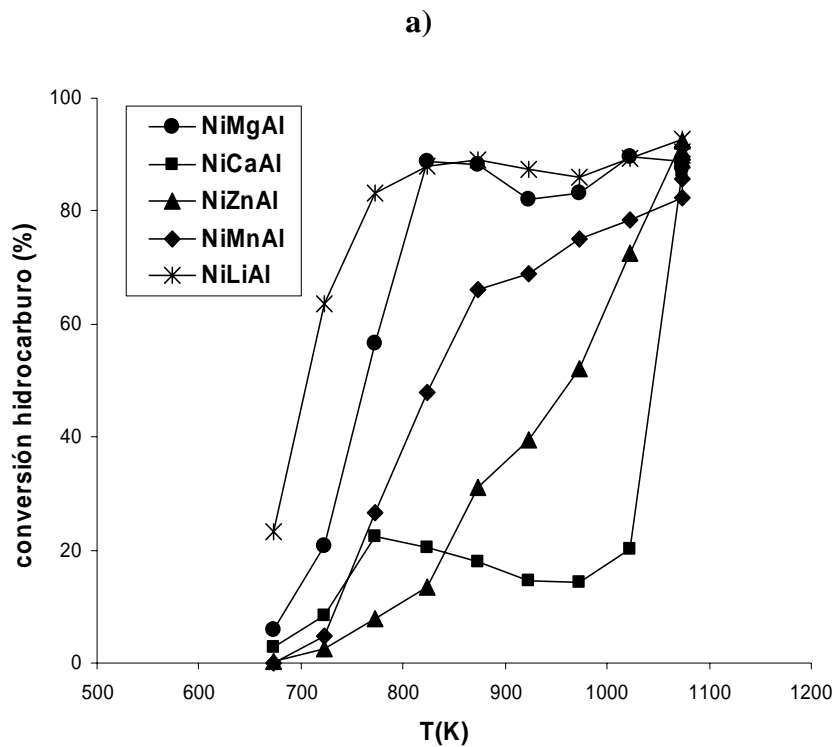 a)
100
80
60
40
20
0
conversión hidrocarburo (%)
NiMgAl
NiCaAl
NiZnAl
NiMnAl
NiLiAl
500 600 700 800 900 1000 1100 1200
T(K)